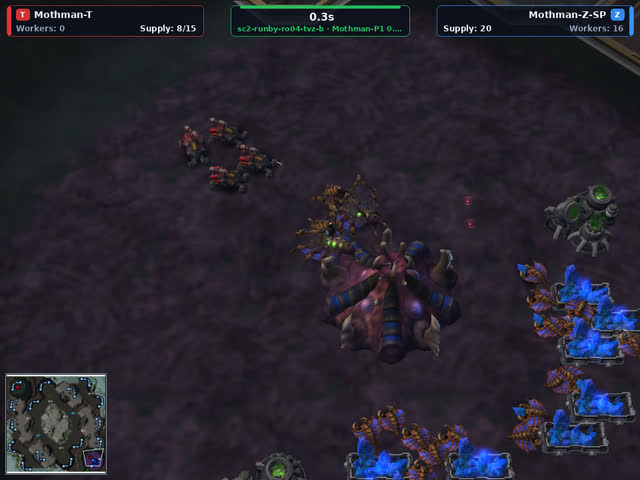 T Mothman-T
Workers: 0 Supply: 8/15
0.3s
sc2-runby-ro04-tvz-b · Mothman-P1 0....
Mothman-Z-SP Z
Supply: 20 Workers: 16